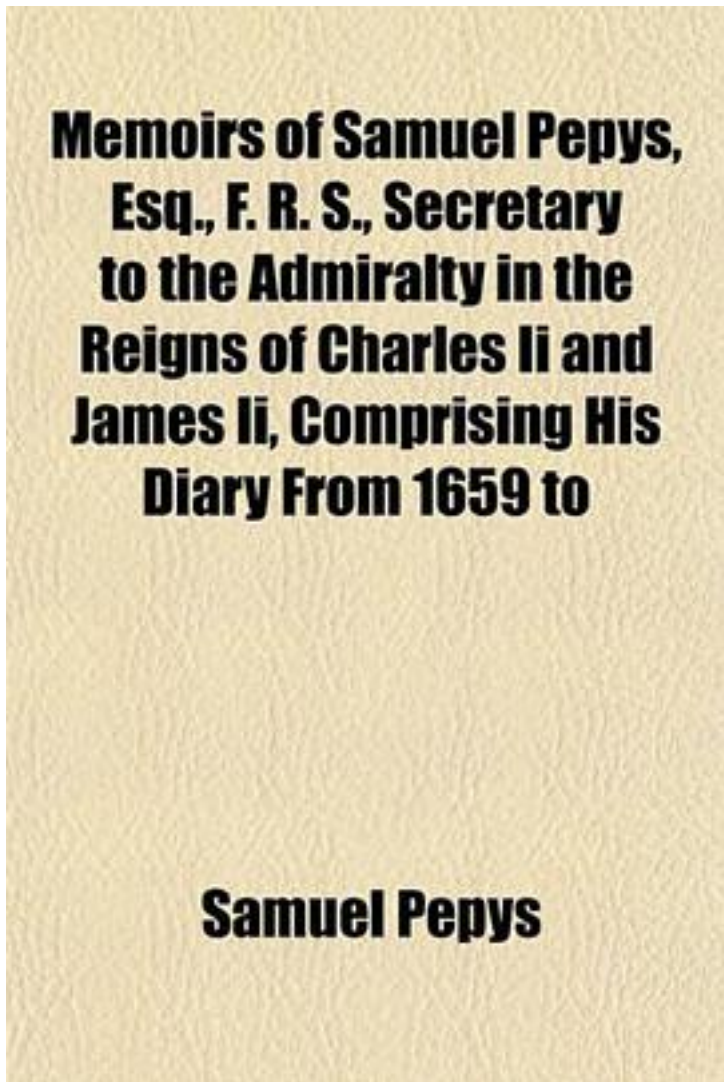 Memoirs of Samuel Pepys,
Esq., F. R. S., Secretary
to the Admiralty in the
Reigns of Charles Ii and
James Ii, Comprising His
Diary From 1659 to
Samuel Pepys